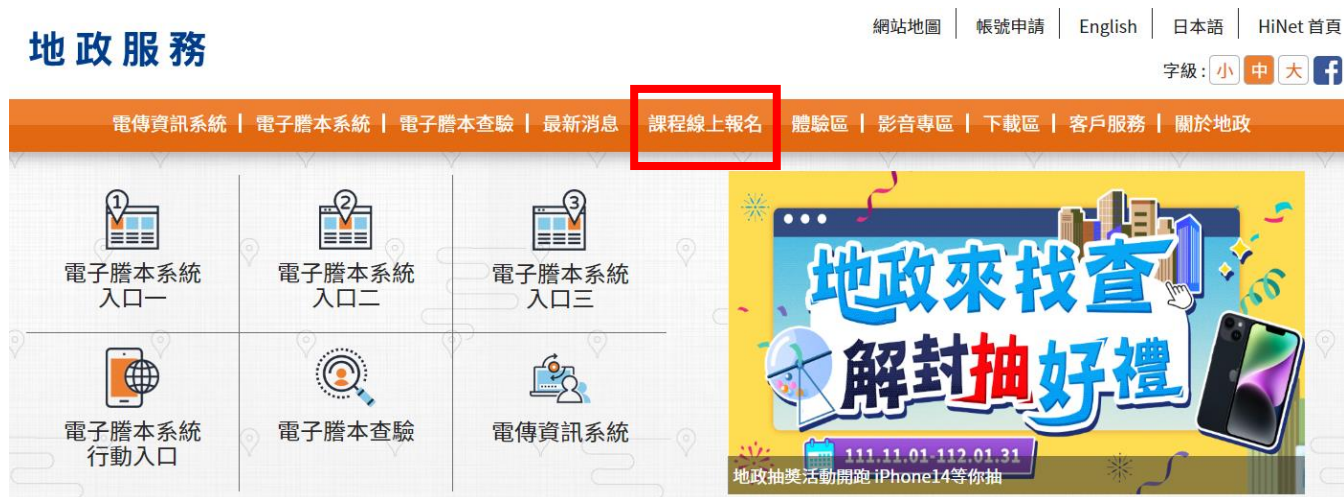 網站地圖 | 帳號申請 | English | 日本語 | HiNet 首頁
地政服務
字級 : 小 中 大 f
電傳資訊系統 | 電子謄本系統 | 電子謄本查驗 | 最新消息 課程線上報名 體驗區 | 影音專區 | 下載區 | 客戶服務 | 關於地政
1
電子謄本系統
入口一
2
電子謄本系統
入口二
3
電子謄本系統
入口三
電子謄本系統
行動入口
電子謄本查驗
電傳資訊系統
地政來找查
解封抽好禮
111.11.01-112.01.31
地政抽獎活動開跑 iPhone14等你抽